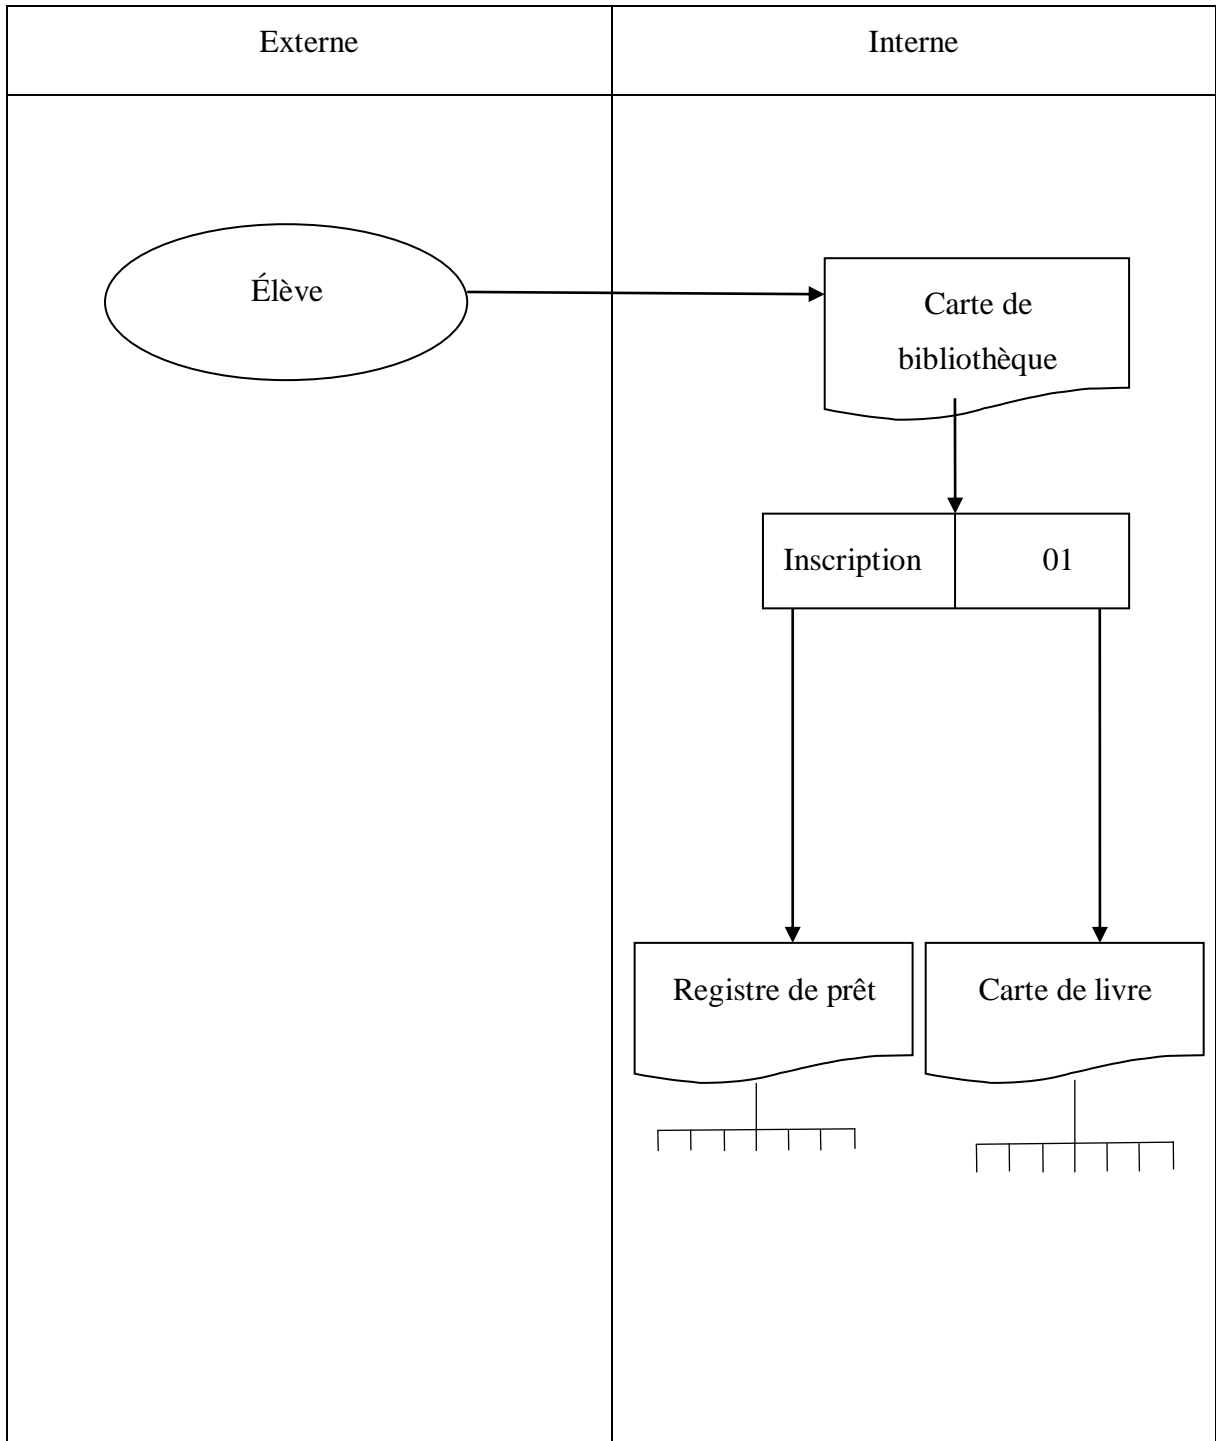 Externe
Interne
Élève
Carte de
bibliothèque
Inscription
01
Registre de prêt
Carte de livre